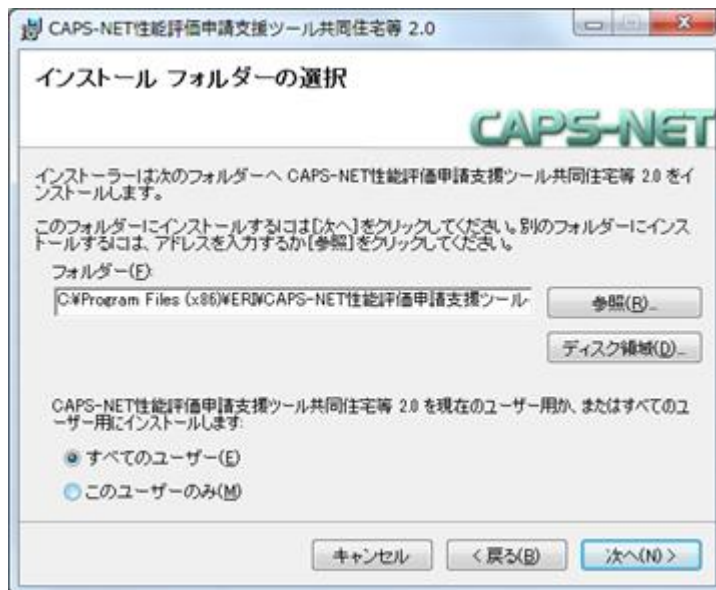 CAPS-NET性能評価申請支援ツール共同住宅等 2.0
インストール フォルダーの選択
CAPS-NET
インストーラーは次のフォルダーへ CAPS-NET性能評価申請支援ツール共同住宅等 2.0 をイ
ンストールします。
このフォルダーにインストールするには[次へ]をクリックしてください。別のフォルダーにインス
トールするには、アドレスを入力するか[参照]をクリックしてください。
フォルダー(F):
C:¥Program Files (x86)¥ERI¥CAPS-NET性能評価申請支援ツール
参照(R)...
ディスク領域(D)...
CAPS-NET性能評価申請支援ツール共同住宅等 2.0 を現在のユーザー用か、またはすべてのユ
ーザー用にインストールします:
すべてのユーザー(E)
このユーザーのみ(M)
キャンセル
< 戻る(B)
次へ(N) >